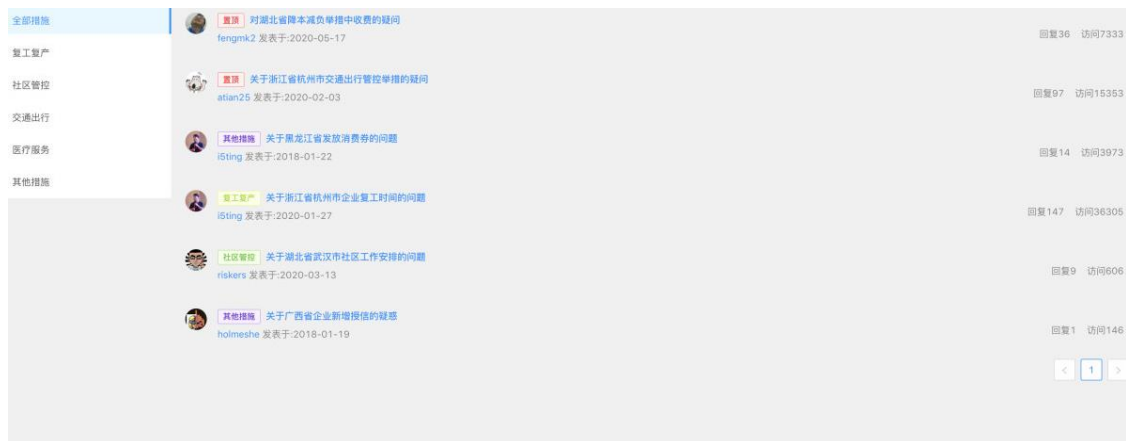 全部措施
复工复产
社区管控
交通出行
医疗服务
其他措施
置顶 对湖北省降本减负举措中收费的疑问
fengmk2 发表于:2020-05-17
回复36 访问7333
置顶 关于浙江省杭州市交通出行管控举措的疑问
atian25 发表于:2020-02-03
回复97 访问15353
其他措施 关于黑龙江省发放消费券的问题
i5ting 发表于:2018-01-22
回复14 访问3973
复工复产 关于浙江省杭州市企业复工时间的问题
i5ting 发表于:2020-01-27
回复147 访问36305
社区管控 关于湖北省武汉市社区工作安排的问题
riskers 发表于:2020-03-13
回复9 访问606
其他措施 关于广西省企业新增授信的疑惑
holmeshe 发表于:2018-01-19
回复1 访问146
< 1 >